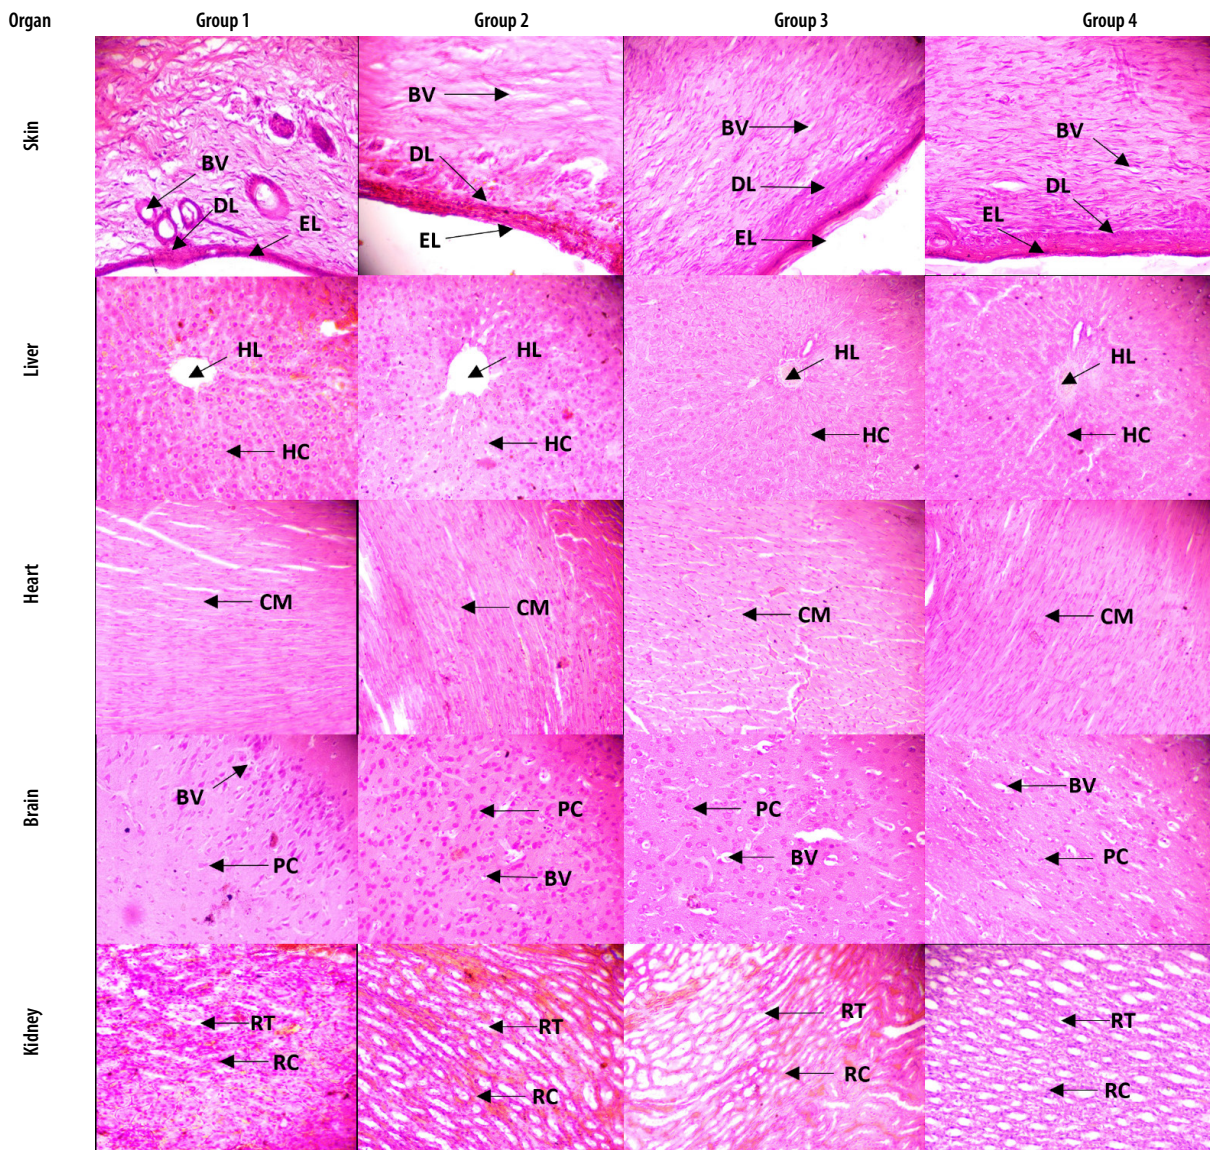 Organ Group 1 Group 2 Group 3 Group 4
Skin
BV DL EL
BV DL EL
BV DL EL
BV DL EL
Liver
HL HC
HL HC
HL HC
HL HC
Heart
CM CM CM CM
Brain
BV PC
PC BV
PC BV
BV PC
Kidney
RT RC
RT RC
RT RC
RT RC